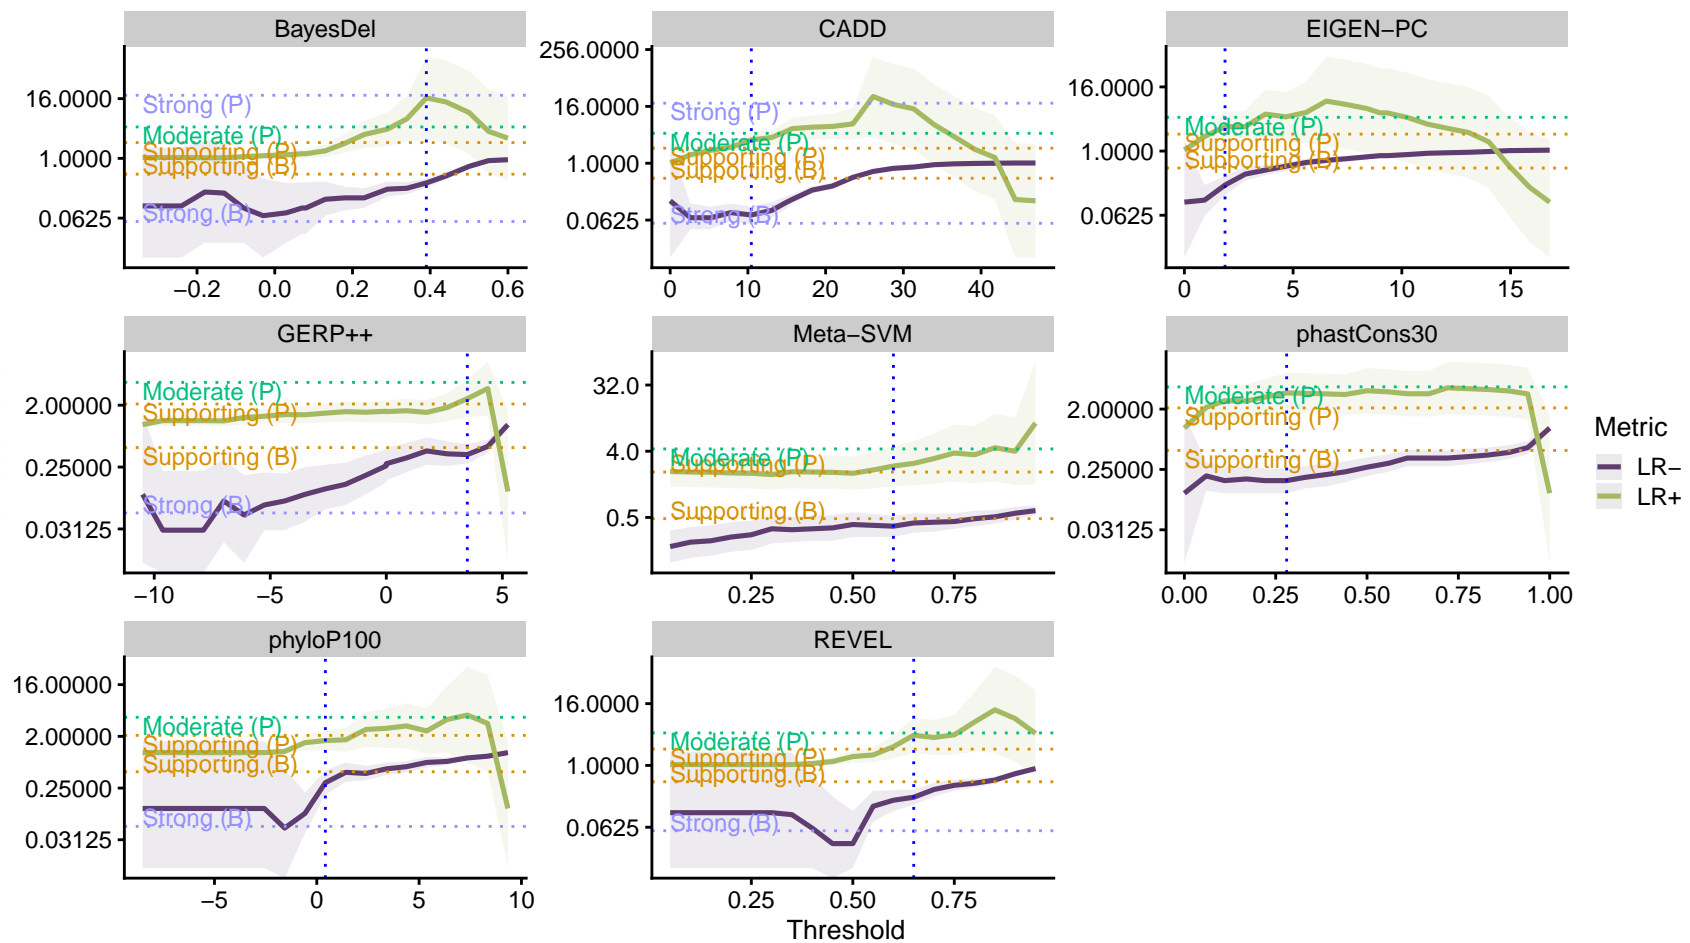 BayesDel
CADD
EIGEN−PC
16.0000
1.0000
0.0625
Strong (P)
Moderate (P)
Supporting (P)
Supporting (B)
Strong (B)
−0.2
0.0
0.2
0.4
0.6
256.0000
16.0000
1.0000
0.0625
Strong (P)
Moderate (P)
Supporting (P)
Supporting (B)
Strong (B)
0
10
20
30
40
16.0000
1.0000
0.0625
Moderate (P)
Supporting (P)
Supporting (B)
0
5
10
15
GERP++
Meta−SVM
phastCons30
2.00000
0.25000
0.03125
Moderate (P)
Supporting (P)
Supporting (B)
Strong (B)
−10
−5
0
5
32.0
4.0
0.5
Moderate (P)
Supporting (P)
Supporting (B)
0.25
0.50
0.75
2.00000
0.25000
0.03125
Moderate (P)
Supporting (P)
Supporting (B)
0.00
0.25
0.50
0.75
1.00
Metric
LR−
LR+
phyloP100
REVEL
16.00000
2.00000
0.25000
0.03125
Moderate (P)
Supporting (P)
Supporting (B)
Strong (B)
−5
0
5
10
16.0000
1.0000
0.0625
Moderate (P)
Supporting (P)
Supporting (B)
Strong (B)
0.25
0.50
0.75
Threshold